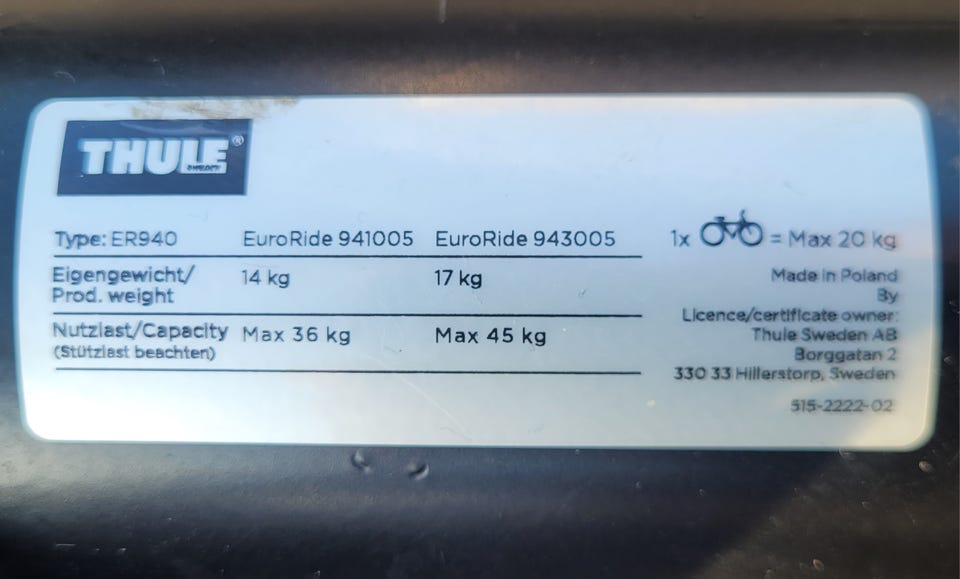 THULE®
SWEDEN
Type: ER940 EuroRide 941005 EuroRide 943005
Eigengewicht/ 14 kg 17 kg
Prod. weight
Nutzlast/Capacity Max 36 kg Max 45 kg
(Stützlast beachten)
1x = Max 20 kg
Made in Poland
By
Licence/certificate owner:
Thule Sweden AB
Borggatan 2
330 33 Hillerstorp, Sweden
515-2222-02